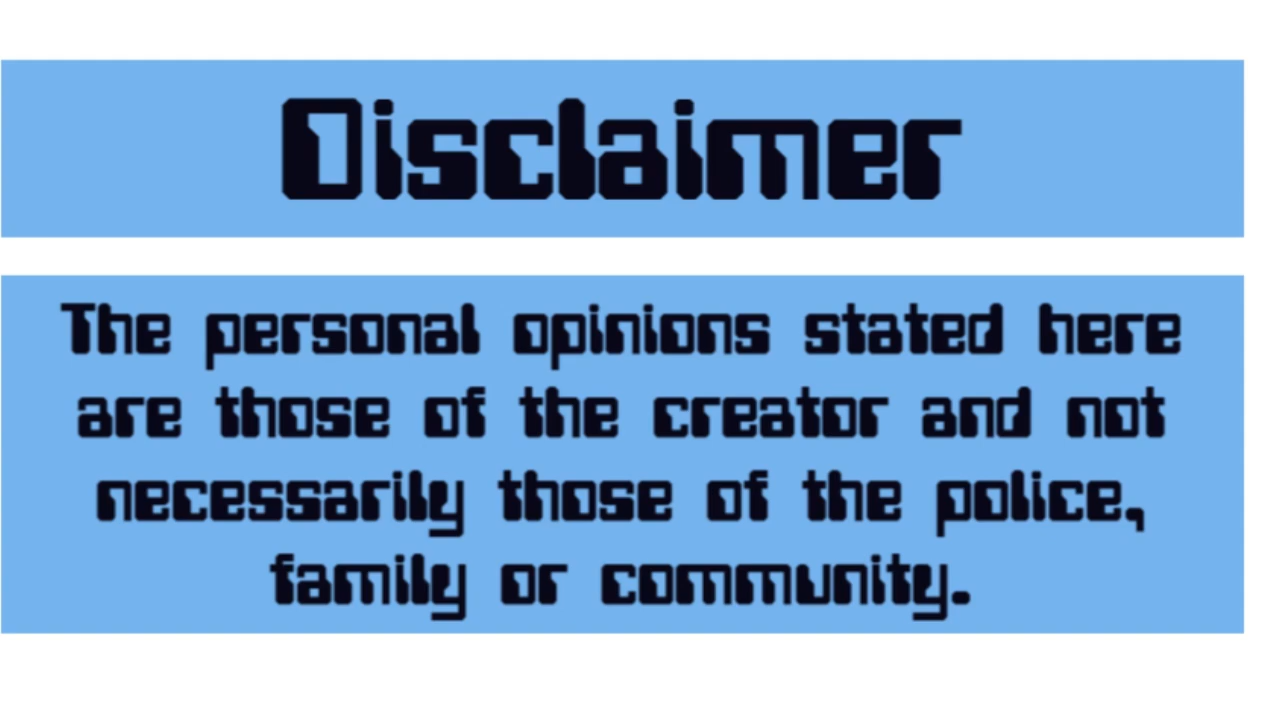 Disclaimer
The personal opinions stated here
are those of the creator and not
necessarily those of the police,
family or community.